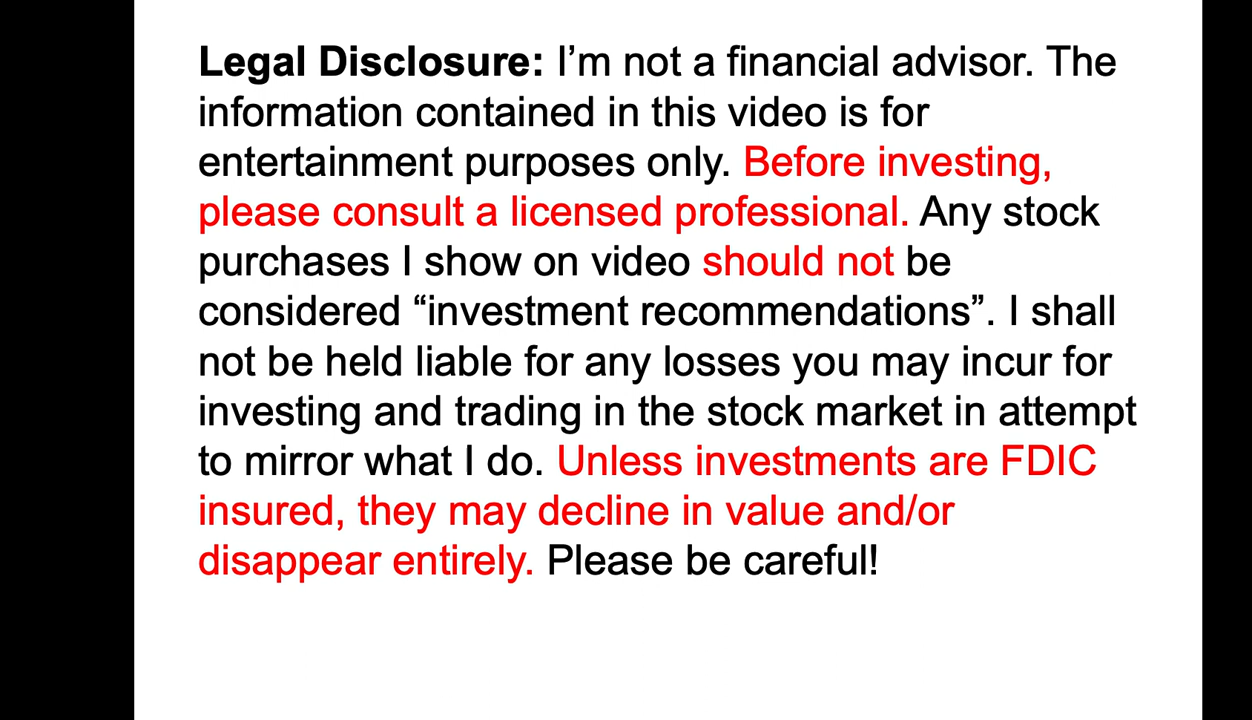 Legal Disclosure: I’m not a financial advisor. The
information contained in this video is for
entertainment purposes only. Before investing,
please consult a licensed professional. Any stock
purchases I show on video should not be
considered “investment recommendations”. I shall
not be held liable for any losses you may incur for
investing and trading in the stock market in attempt
to mirror what I do. Unless investments are FDIC
insured, they may decline in value and/or
disappear entirely. Please be careful!